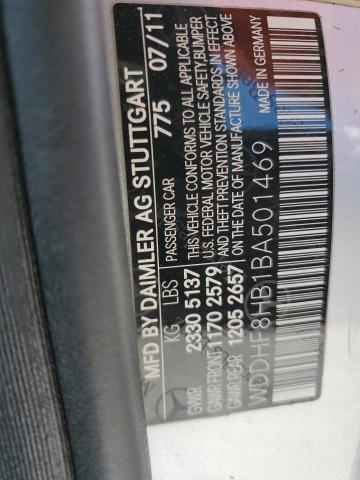 MFD BY DAIMLER AG STUTTGART
KG LBS PASSENGER CAR 775 07/11
GVWR 2330 5137 THIS VEHICLE CONFORMS TO ALL APPLICABLE
GAWR FRONT 1170 2579 U.S. FEDERAL MOTOR VEHICLE SAFETY,BUMPER
GAWR REAR 1205 2657 AND THEFT PREVENTION STANDARDS IN EFFECT
ON THE DATE OF MANUFACTURE SHOWN ABOVE
WDDHF8HB1BA501469 MADE IN GERMANY